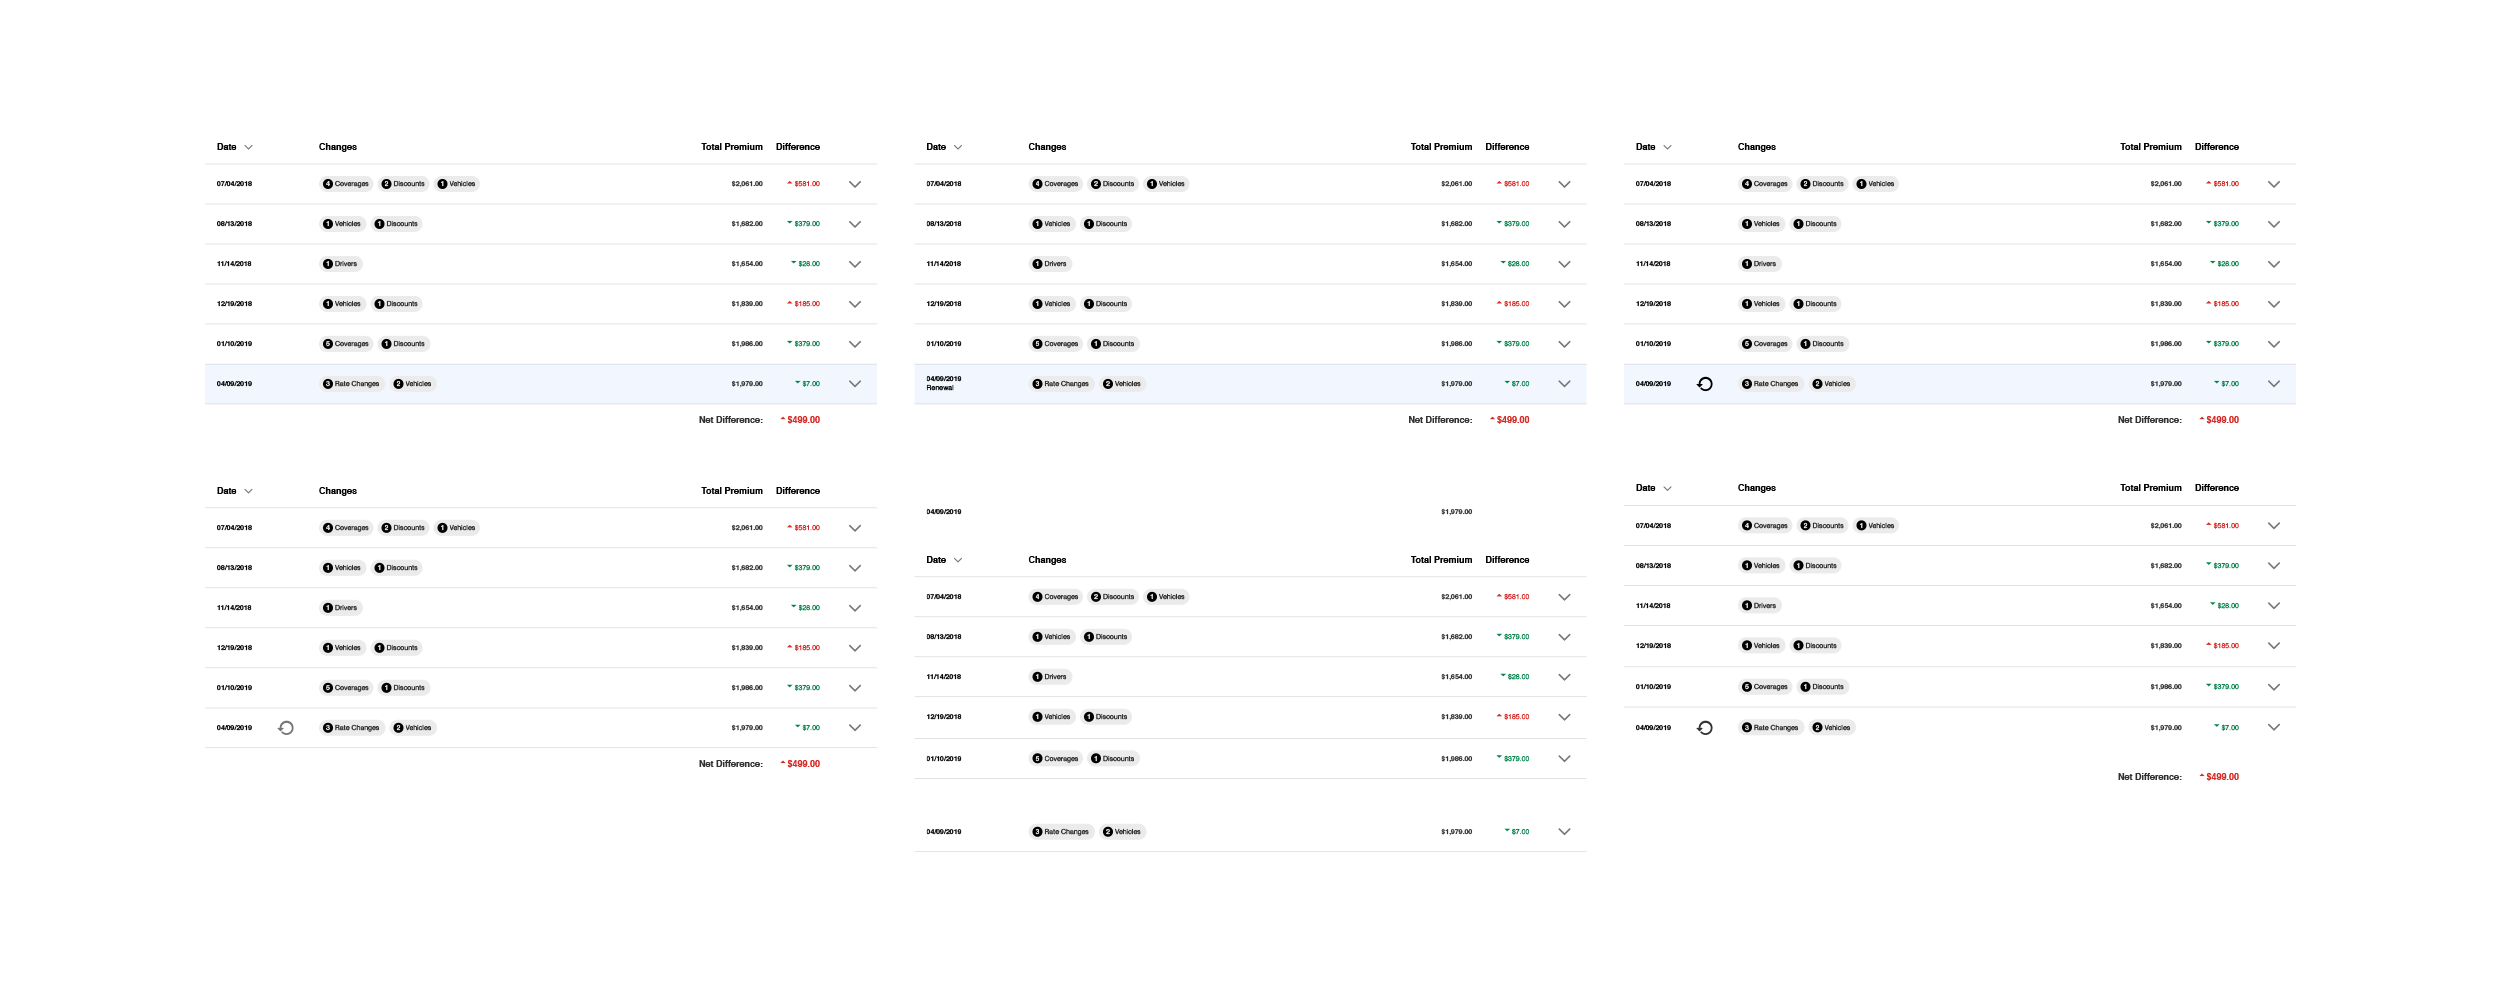 Date Changes Total Premium Difference
07/04/2018 4 Coverages 2 Discounts 1 Vehicles $2,061.00 $581.00
08/13/2018 1 Vehicles 1 Discounts $1,682.00 $379.00
11/14/2018 1 Drivers $1,654.00 $28.00
12/19/2018 1 Vehicles 1 Discounts $1,839.00 $185.00
01/10/2019 5 Coverages 1 Discounts $1,986.00 $379.00
04/09/2019 3 Rate Changes 2 Vehicles $1,979.00 $7.00
Net Difference: $499.00
Date Changes Total Premium Difference
07/04/2018 4 Coverages 2 Discounts 1 Vehicles $2,061.00 $581.00
08/13/2018 1 Vehicles 1 Discounts $1,682.00 $379.00
11/14/2018 1 Drivers $1,654.00 $28.00
12/19/2018 1 Vehicles 1 Discounts $1,839.00 $185.00
01/10/2019 5 Coverages 1 Discounts $1,986.00 $379.00
04/09/2019
Renewal 3 Rate Changes 2 Vehicles $1,979.00 $7.00
Net Difference: $499.00
Date Changes Total Premium Difference
07/04/2018 4 Coverages 2 Discounts 1 Vehicles $2,061.00 $581.00
08/13/2018 1 Vehicles 1 Discounts $1,682.00 $379.00
11/14/2018 1 Drivers $1,654.00 $28.00
12/19/2018 1 Vehicles 1 Discounts $1,839.00 $185.00
01/10/2019 5 Coverages 1 Discounts $1,986.00 $379.00
04/09/2019 3 Rate Changes 2 Vehicles $1,979.00 $7.00
Net Difference: $499.00
Date Changes Total Premium Difference
07/04/2018 4 Coverages 2 Discounts 1 Vehicles $2,061.00 $581.00
08/13/2018 1 Vehicles 1 Discounts $1,682.00 $379.00
11/14/2018 1 Drivers $1,654.00 $28.00
12/19/2018 1 Vehicles 1 Discounts $1,839.00 $185.00
01/10/2019 5 Coverages 1 Discounts $1,986.00 $379.00
04/09/2019 3 Rate Changes 2 Vehicles $1,979.00 $7.00
Net Difference: $499.00
04/09/2019 $1,979.00
Date Changes Total Premium Difference
07/04/2018 4 Coverages 2 Discounts 1 Vehicles $2,061.00 $581.00
08/13/2018 1 Vehicles 1 Discounts $1,682.00 $379.00
11/14/2018 1 Drivers $1,654.00 $28.00
12/19/2018 1 Vehicles 1 Discounts $1,839.00 $185.00
01/10/2019 5 Coverages 1 Discounts $1,986.00 $379.00
04/09/2019 3 Rate Changes 2 Vehicles $1,979.00 $7.00
Date Changes Total Premium Difference
07/04/2018 4 Coverages 2 Discounts 1 Vehicles $2,061.00 $581.00
08/13/2018 1 Vehicles 1 Discounts $1,682.00 $379.00
11/14/2018 1 Drivers $1,654.00 $28.00
12/19/2018 1 Vehicles 1 Discounts $1,839.00 $185.00
01/10/2019 5 Coverages 1 Discounts $1,986.00 $379.00
04/09/2019 3 Rate Changes 2 Vehicles $1,979.00 $7.00
Net Difference: $499.00